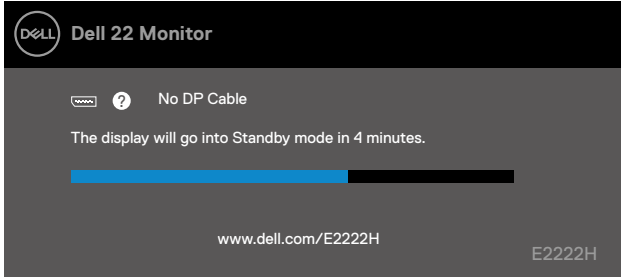 DELL
Dell 22 Monitor
? No DP Cable
The display will go into Standby mode in 4 minutes.
www.dell.com/E2222H
E2222H